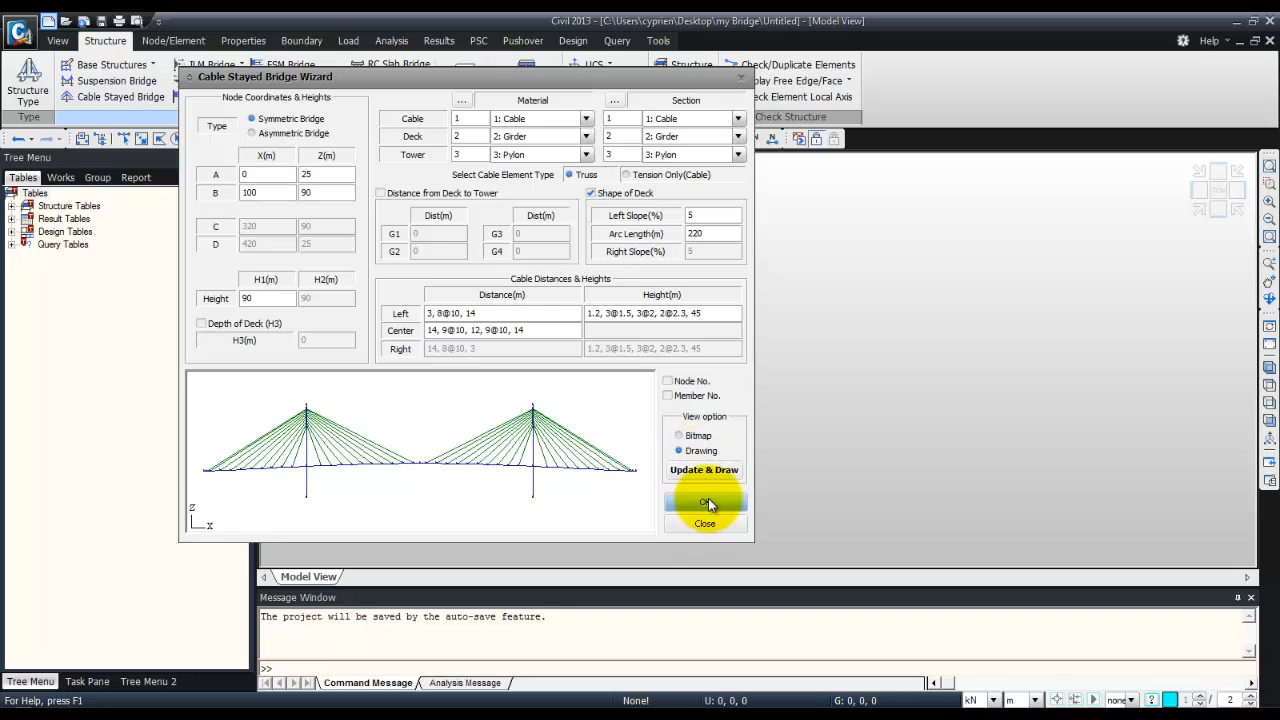 Civil 2013 - [C:\Users\cyprien\Desktop\my Bridge\Untitled] - [Model View]
View Structure Node/Element Properties Boundary Load Analysis Results PSC Pushover Design Query Tools Help
Base Structures
Suspension Bridge
Cable Stayed Bridge
Structure Type
Type
RC Slab Bridge
UCS
Structure
Check/Duplicate Elements
Display Free Edge/Face
Check Element Local Axis
Check Structure
Tree Menu
Tables Works Group Report
Tables
Structure Tables
Result Tables
Design Tables
Query Tables
Cable Stayed Bridge Wizard
Node Coordinates & Heights
Type
Symmetric Bridge
Asymmetric Bridge
X(m) Z(m)
A 0 25
B 100 90
C 320 90
D 420 25
H1(m) H2(m)
Height 90 90
Depth of Deck (H3)
H3(m) 0
... Material ... Section
Cable 1 1: Cable 1 1: Cable
Deck 2 2: Girder 2 2: Girder
Tower 3 3: Pylon 3 3: Pylon
Select Cable Element Type Truss Tension Only(Cable)
Distance from Deck to Tower
Dist(m) Dist(m)
G1 0 G3 0
G2 0 G4 0
Shape of Deck
Left Slope(%) 5
Arc Length(m) 220
Right Slope(%) 5
Cable Distances & Heights
Distance(m) Height(m)
Left 3, 8@10, 14 1.2, 3@1.5, 3@2, 2@2.3, 45
Center 14, 9@10, 12, 9@10, 14
Right 14, 8@10, 3 1.2, 3@1.5, 3@2, 2@2.3, 45
Z
X
Node No.
Member No.
View option
Bitmap
Drawing
Update & Draw
Close
TOP
Model View
Message Window
The project will be saved by the auto-save feature.
>>
Tree Menu Task Pane Tree Menu 2
Command Message Analysis Message
For Help, press F1
None! U: 0, 0, 0 G: 0, 0, 0 kN m none 1 / 2